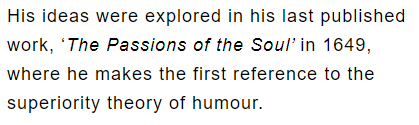 His ideas were explored in his last published
work, ‘The Passions of the Soul’ in 1649,
where he makes the first reference to the
superiority theory of humour.